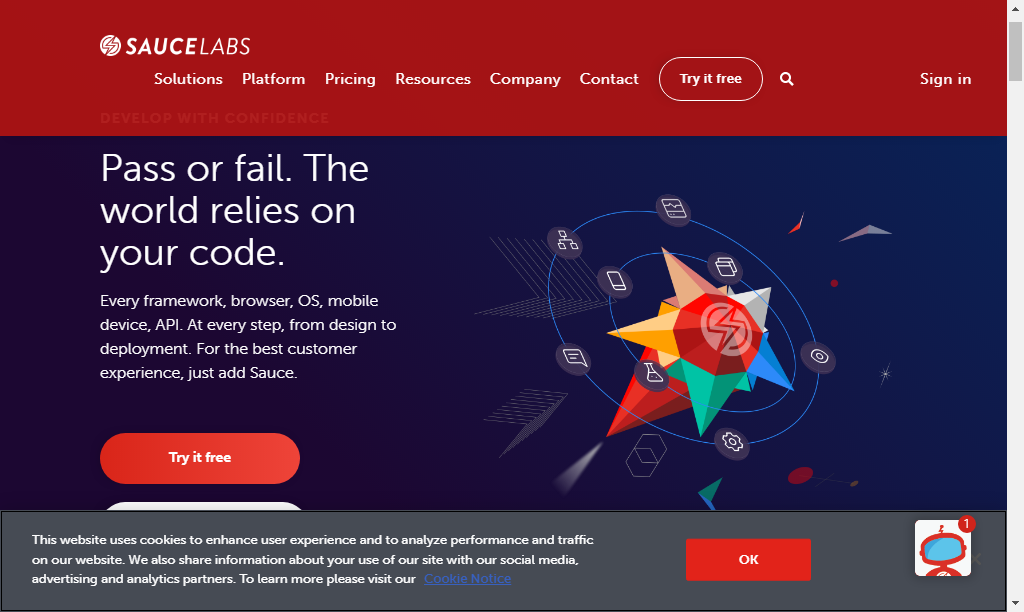 SAUCELABS
Solutions Platform Pricing Resources Company Contact Try it free Sign in
DEVELOP WITH CONFIDENCE
Pass or fail. The
world relies on
your code.
Every framework, browser, OS, mobile
device, API. At every step, from design to
deployment. For the best customer
experience, just add Sauce.
Try it free
This website uses cookies to enhance user experience and to analyze performance and traffic
on our website. We also share information about your use of our site with our social media,
advertising and analytics partners. To learn more please visit our Cookie Notice
OK
1